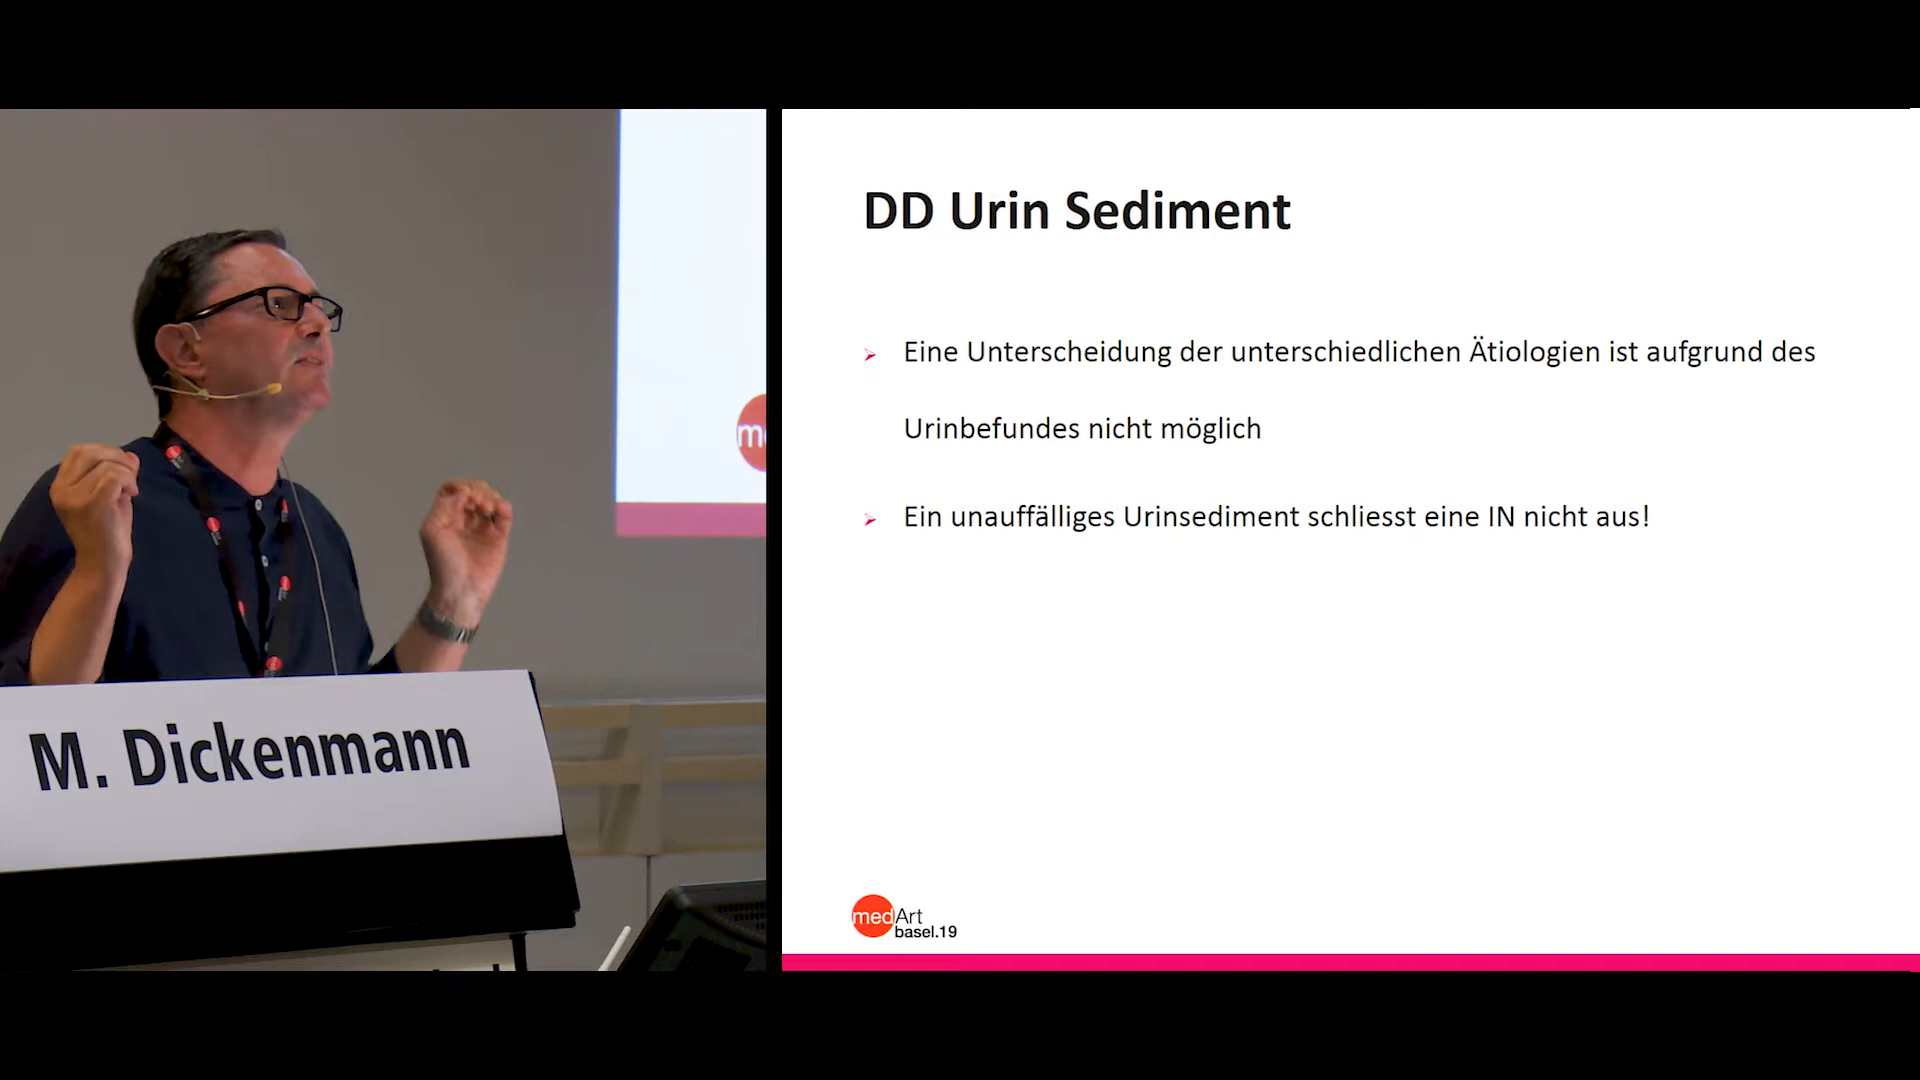 M. Dickenmann
DD Urin Sediment
Eine Unterscheidung der unterschiedlichen Ätiologien ist aufgrund des
Urinbefundes nicht möglich
Ein unauffälliges Urinsediment schliesst eine IN nicht aus!
medArt
basel.19